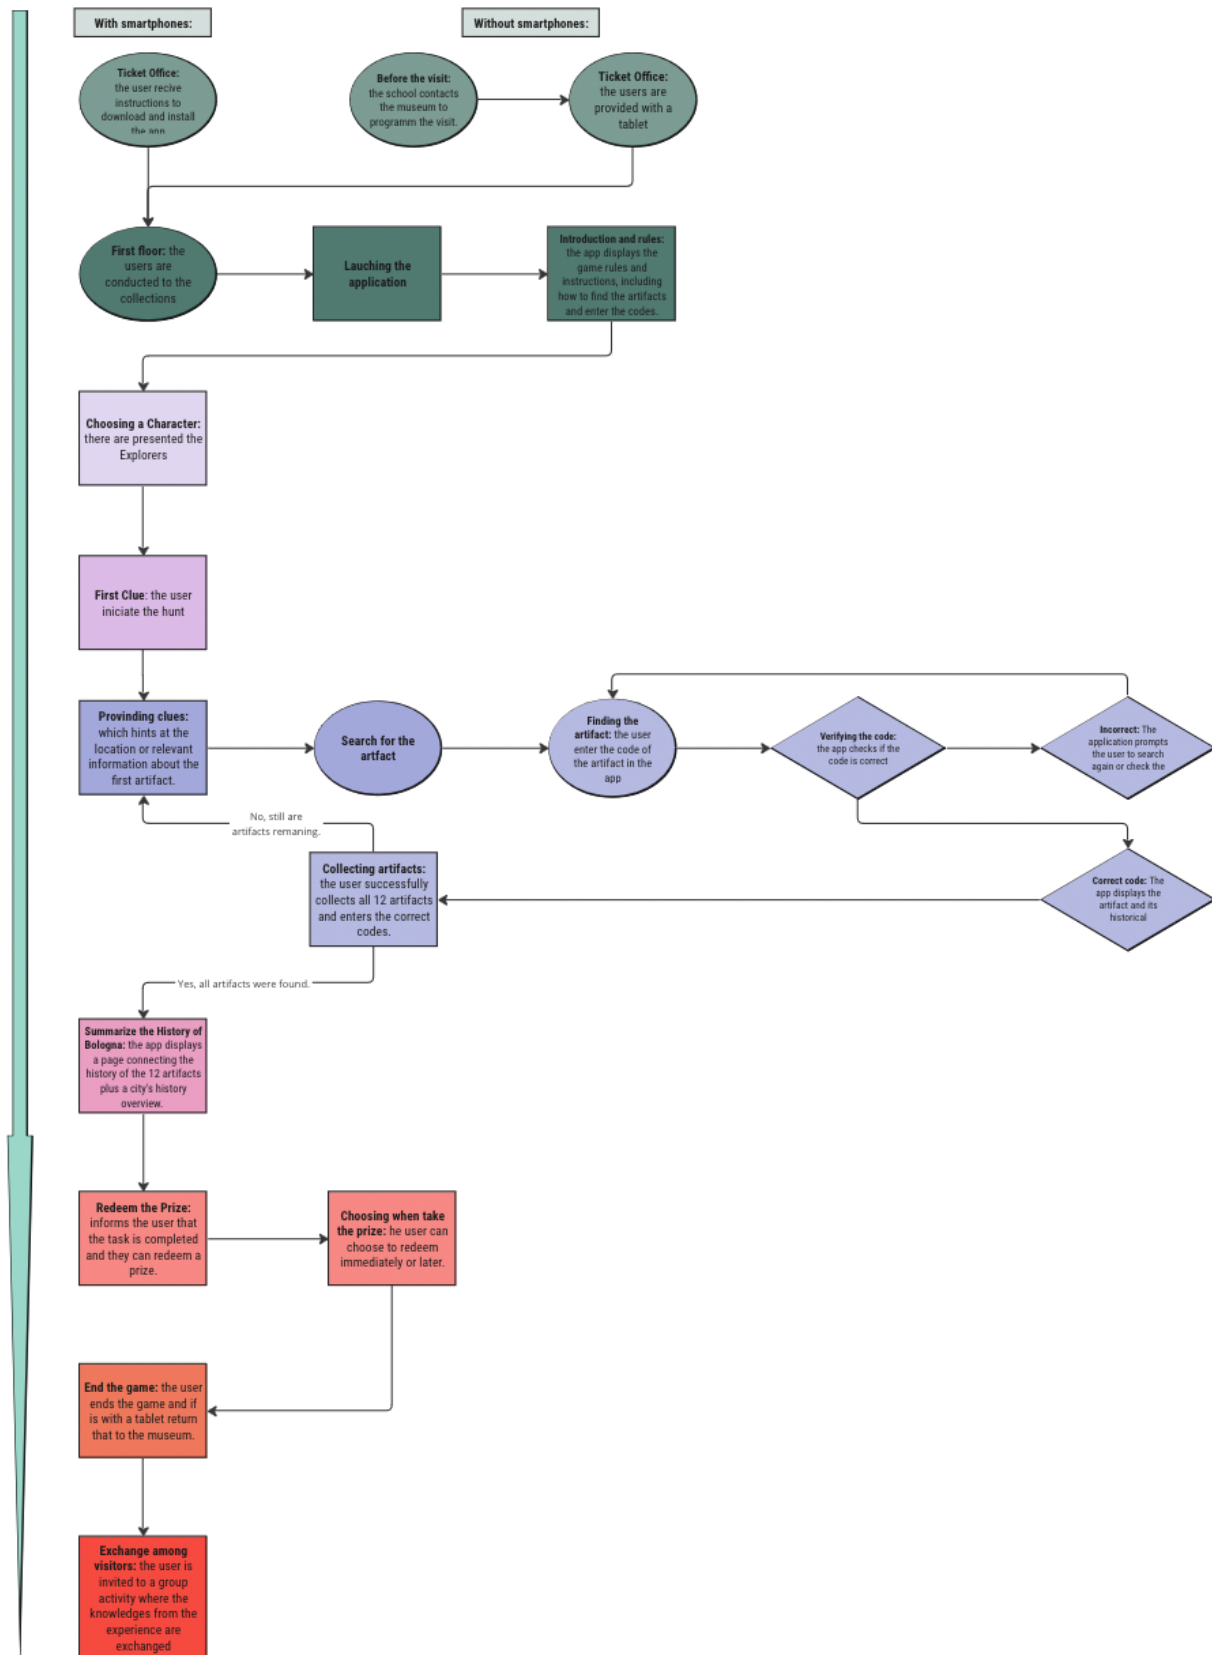 With smartphones:
Without smartphones:
Ticket Office:
the user recive
instructions to
download and install
the app
Before the visit:
the school contacts
the museum to
programm the visit.
Ticket Office:
the users are
provided with a
tablet
First floor: the
users are
conducted to the
collections
Lauching the
application
Introduction and rules:
the app displays the
game rules and
instructions, including
how to find the artifacts
and enter the codes.
Choosing a Character:
there are presented the
Explorers
First Clue: the user
iniciate the hunt
Provinding clues:
which hints at the
location or relevant
information about the
first artifact.
Search for the
artfact
Finding the
artifact: the user
enter the code of
the artifact in the
app
Verifying the code:
the app checks if the
code is correct
Incorrect: The
application prompts
the user to search
again or check the
No, still are
artifacts remaning.
Collecting artifacts:
the user successfully
collects all 12 artifacts
and enters the correct
codes.
Correct code: The
app displays the
artifact and its
historical
Yes, all artifacts were found.
Summarize the History of
Bologna: the app displays
a page connecting the
history of the 12 artifacts
plus a city's history
overview.
Redeem the Prize:
informs the user that
the task is completed
and they can redeem a
prize.
Choosing when take
the prize: he user can
choose to redeem
immediately or later.
End the game: the user
ends the game and if
is with a tablet return
that to the museum.
Exchange among
visitors: the user is
invited to a group
activity where the
knowledges from the
experience are
exchanged